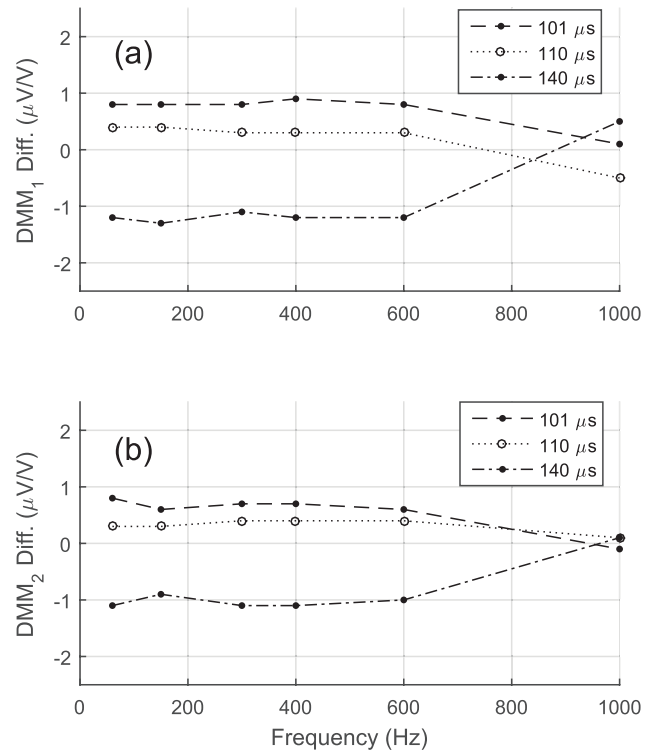 (a)
101 μs
110 μs
140 μs
DMM1 Diff. (μV/V)
2
1
0
-1
-2
0 200 400 600 800 1000
(b)
101 μs
110 μs
140 μs
DMM2 Diff. (μV/V)
2
1
0
-1
-2
0 200 400 600 800 1000
Frequency (Hz)